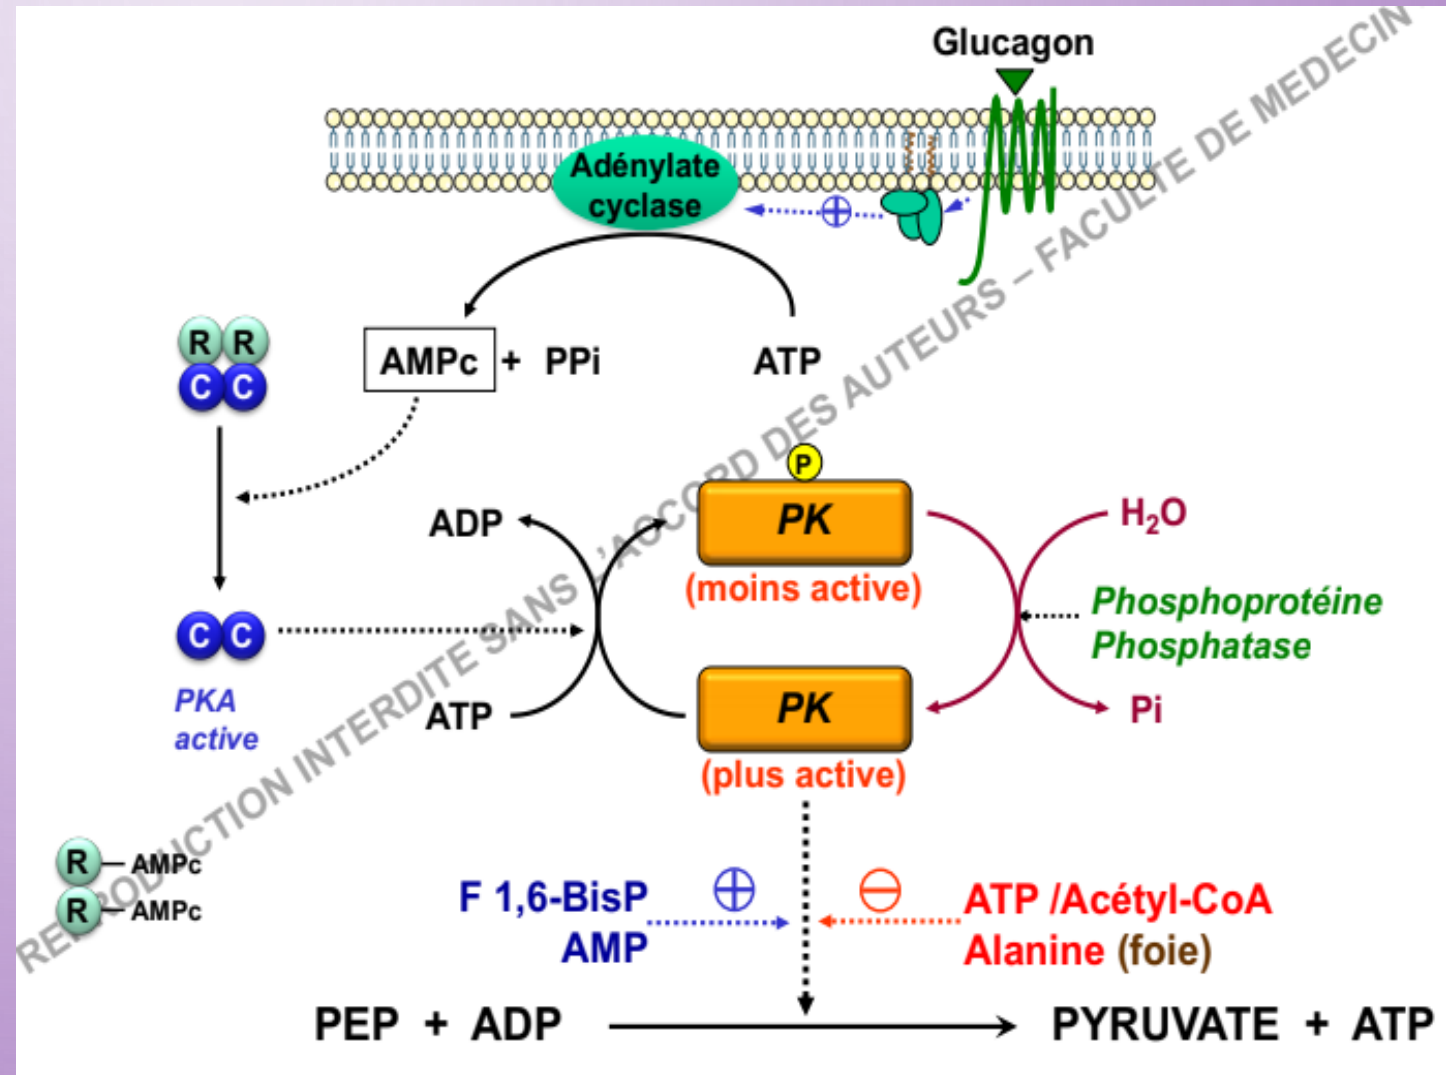 Glucagon
Adénylate
cyclase
R R
C C
AMPc + PPi
ATP
P
PK
(moins active)
ADP
H₂O
Phosphoprotéine
Phosphatase
C C
PKA
active
ATP
PK
(plus active)
Pi
R – AMPc
R – AMPc
F 1,6-BisP
AMP
ATP /Acétyl-CoA
Alanine (foie)
PEP + ADP
PYRUVATE + ATP
REPRODUCTION INTERDITE SANS L'ACCORD DES AUTEURS – FACULTE DE MEDECIN